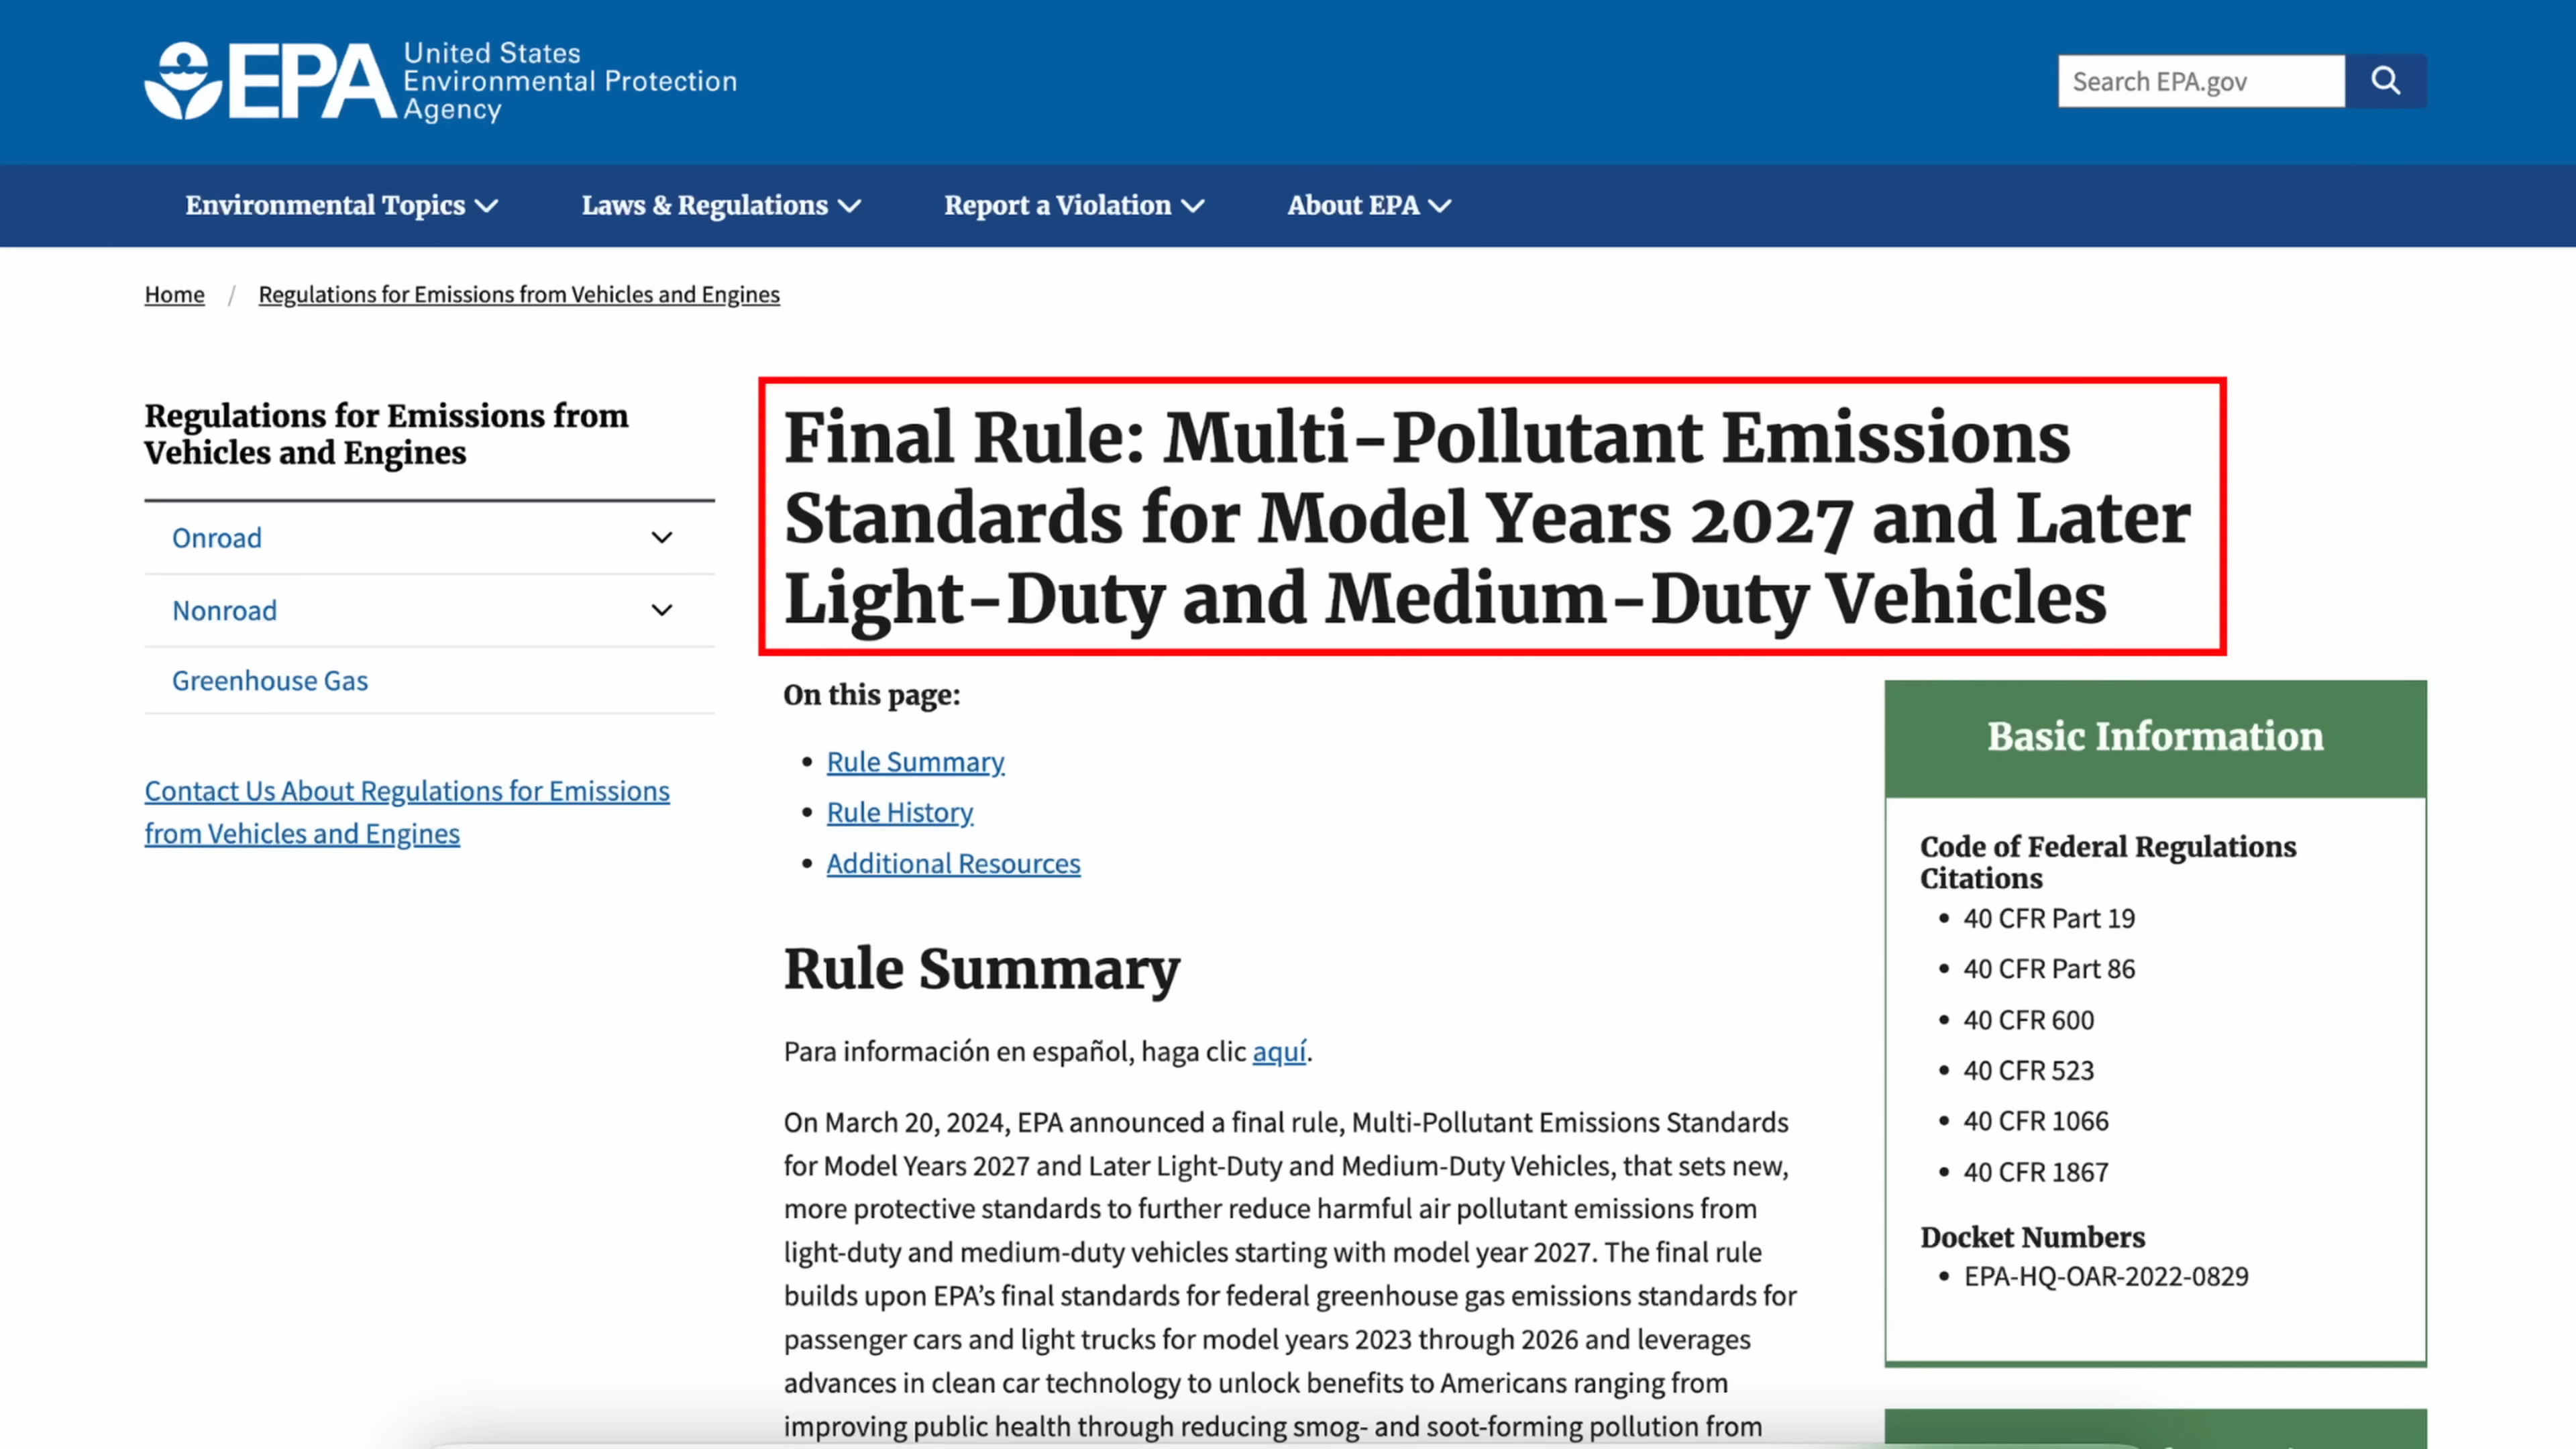 EPA United States
Environmental Protection
Agency
Search EPA.gov
Environmental Topics
Laws & Regulations
Report a Violation
About EPA
Home / Regulations for Emissions from Vehicles and Engines
Regulations for Emissions from
Vehicles and Engines
Onroad
Nonroad
Greenhouse Gas
Contact Us About Regulations for Emissions
from Vehicles and Engines
Final Rule: Multi-Pollutant Emissions
Standards for Model Years 2027 and Later
Light-Duty and Medium-Duty Vehicles
On this page:
• Rule Summary
• Rule History
• Additional Resources
Rule Summary
Para información en español, haga clic aquí.
On March 20, 2024, EPA announced a final rule, Multi-Pollutant Emissions Standards
for Model Years 2027 and Later Light-Duty and Medium-Duty Vehicles, that sets new,
more protective standards to further reduce harmful air pollutant emissions from
light-duty and medium-duty vehicles starting with model year 2027. The final rule
builds upon EPA’s final standards for federal greenhouse gas emissions standards for
passenger cars and light trucks for model years 2023 through 2026 and leverages
advances in clean car technology to unlock benefits to Americans ranging from
improving public health through reducing smog- and soot-forming pollution from
Basic Information
Code of Federal Regulations
Citations
• 40 CFR Part 19
• 40 CFR Part 86
• 40 CFR 600
• 40 CFR 523
• 40 CFR 1066
• 40 CFR 1867
Docket Numbers
• EPA-HQ-OAR-2022-0829